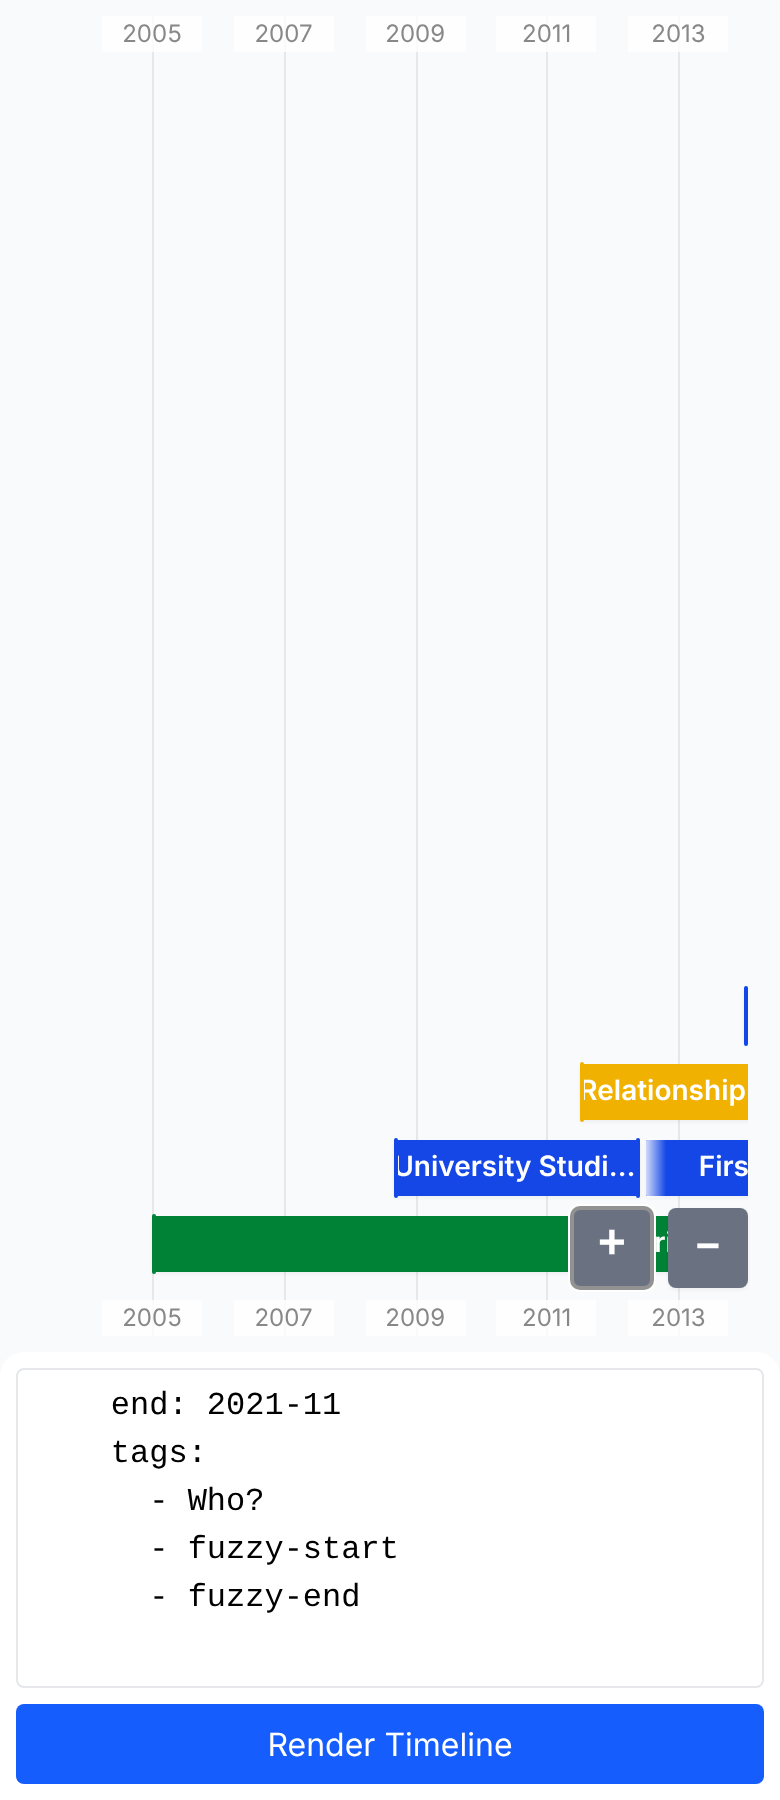 2005 2007 2009 2011 2013
Relationship
University Studi... Firs
+ –
2005 2007 2009 2011 2013
end: 2021-11
tags:
- Who?
- fuzzy-start
- fuzzy-end
Render Timeline